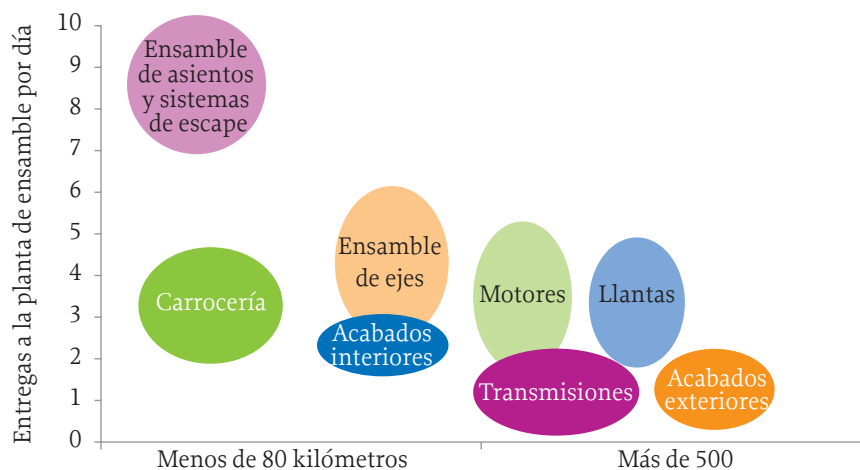 Entregas a la planta de ensamble por día
10
9
8
7
6
5
4
3
2
1
0
Ensamble
de asientos
y sistemas
de escape
Carrocería
Ensamble
de ejes
Acabados
interiores
Motores
Llantas
Transmisiones
Acabados
exteriores
Menos de 80 kilómetros
Más de 500